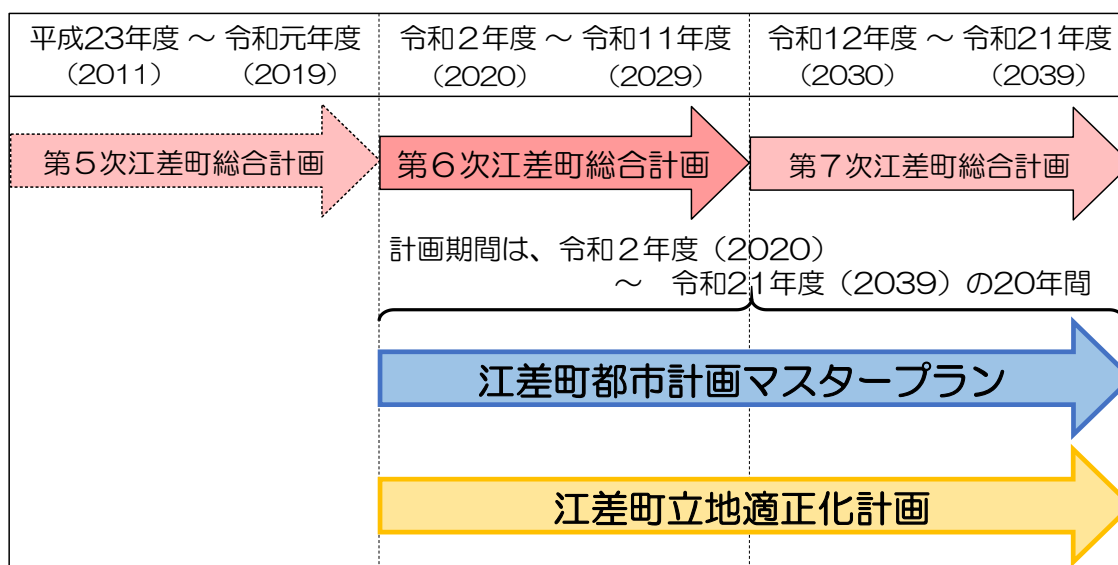 平成23年度 ～ 令和元年度
（2011） （2019）
令和２年度 ～ 令和11年度
（2020） （2029）
令和12年度 ～ 令和21年度
（2030） （2039）
第５次江差町総合計画
第６次江差町総合計画
第７次江差町総合計画
計画期間は、令和２年度（2020）
～ 令和21年度（2039）の20年間
江差町都市計画マスタープラン
江差町立地適正化計画